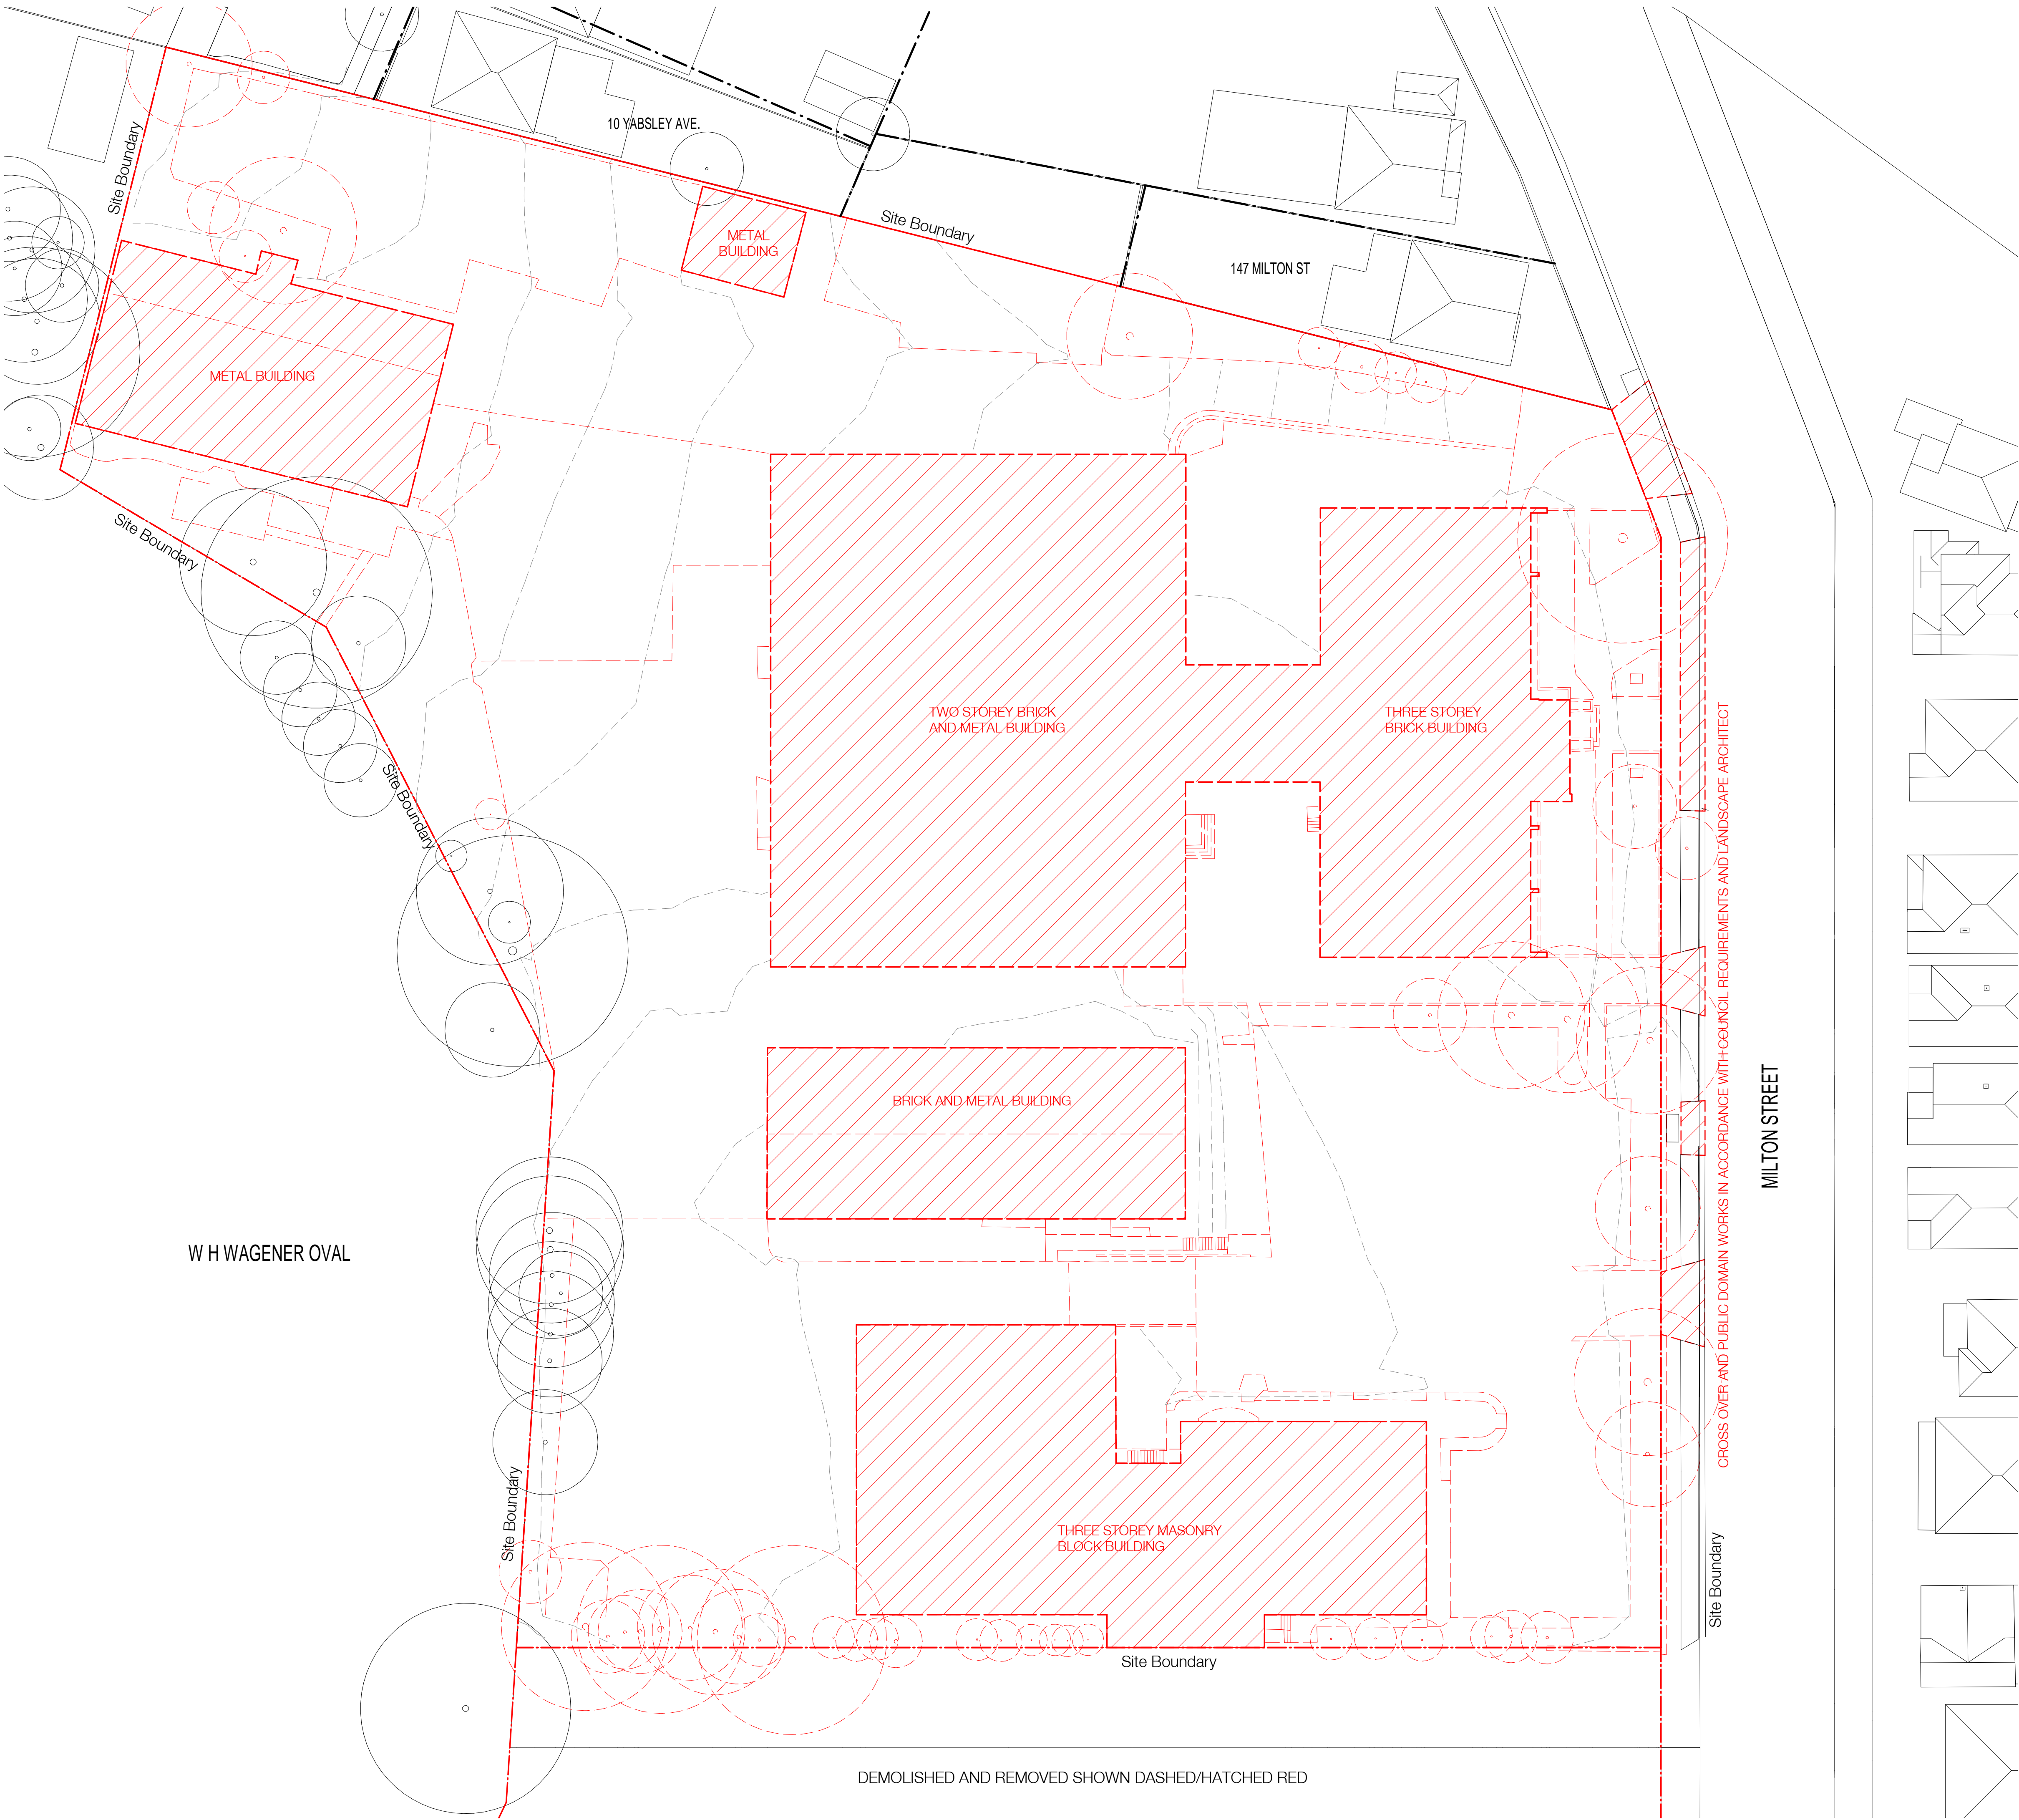 10 YABSLEY AVE.
Site Boundary
Site Boundary
METAL
BUILDING
147 MILTON ST
METAL BUILDING
Site Boundary
TWO STOREY BRICK
AND METAL BUILDING
THREE STOREY
BRICK BUILDING
Site Boundary
CROSS OVER AND PUBLIC DOMAIN WORKS IN ACCORDANCE WITH COUNCIL REQUIREMENTS AND LANDSCAPE ARCHITECT
BRICK AND METAL BUILDING
MILTON STREET
W H WAGENER OVAL
Site Boundary
THREE STOREY MASONRY
BLOCK BUILDING
Site Boundary
Site Boundary
DEMOLISHED AND REMOVED SHOWN DASHED/HATCHED RED